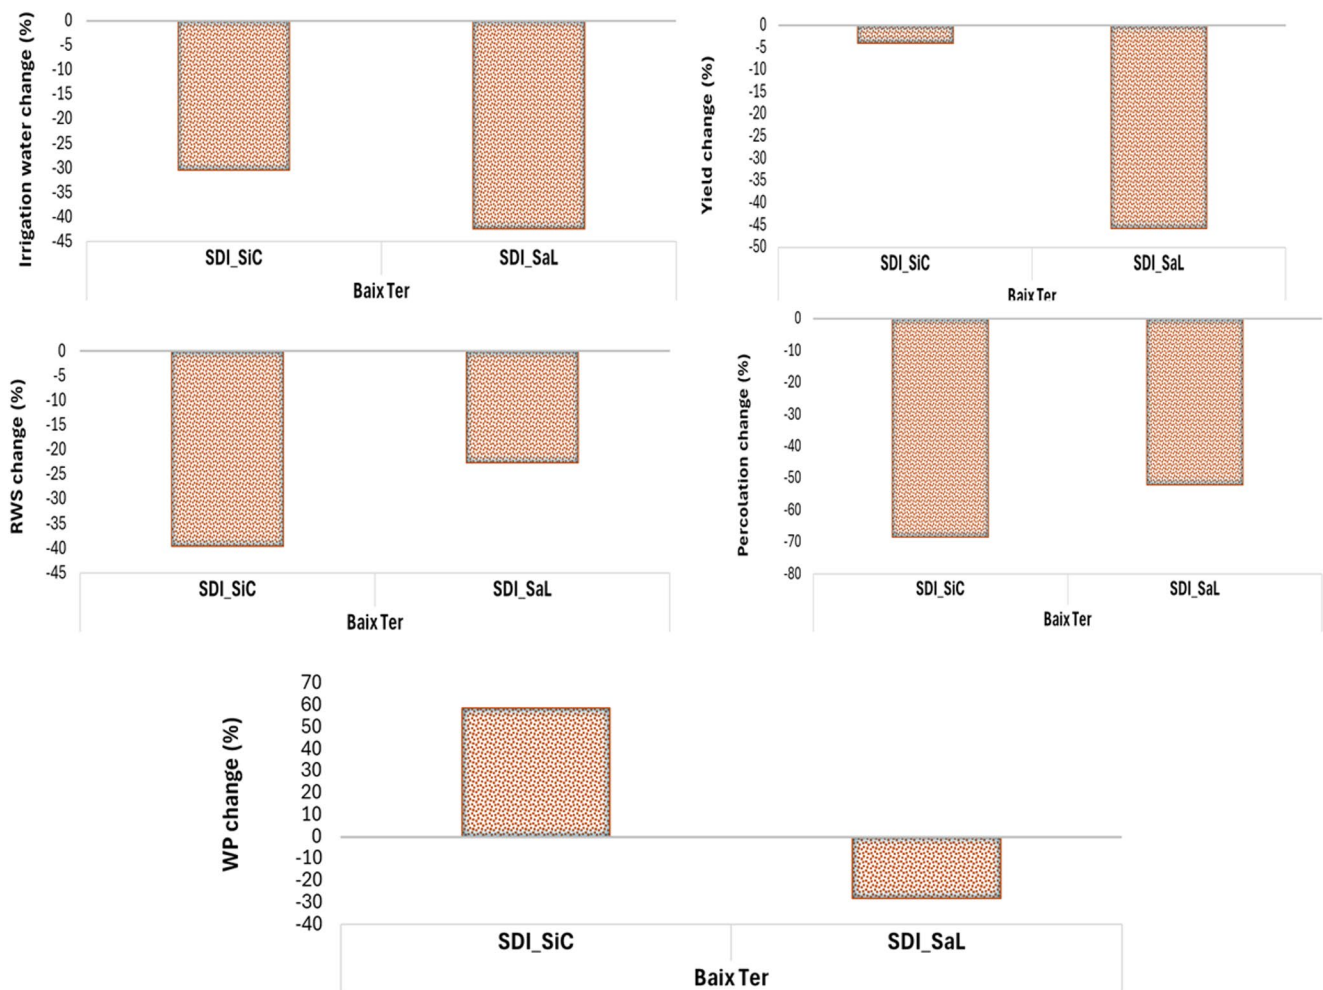 Irrigation water change (%)
0
-5
-10
-15
-20
-25
-30
-35
-40
-45
SDI_SiC
SDI_SaL
Baix Ter
Yield change (%)
0
-5
-10
-15
-20
-25
-30
-35
-40
-45
-50
SDI_SiC
SDI_SaL
Baix Ter
RWS change (%)
0
-5
-10
-15
-20
-25
-30
-35
-40
-45
SDI_SiC
SDI_SaL
Baix Ter
Percolation change (%)
0
-10
-20
-30
-40
-50
-60
-70
-80
SDI_SiC
SDI_SaL
Baix Ter
WP change (%)
70
60
50
40
30
20
10
0
-10
-20
-30
-40
SDI_SiC
SDI_SaL
Baix Ter